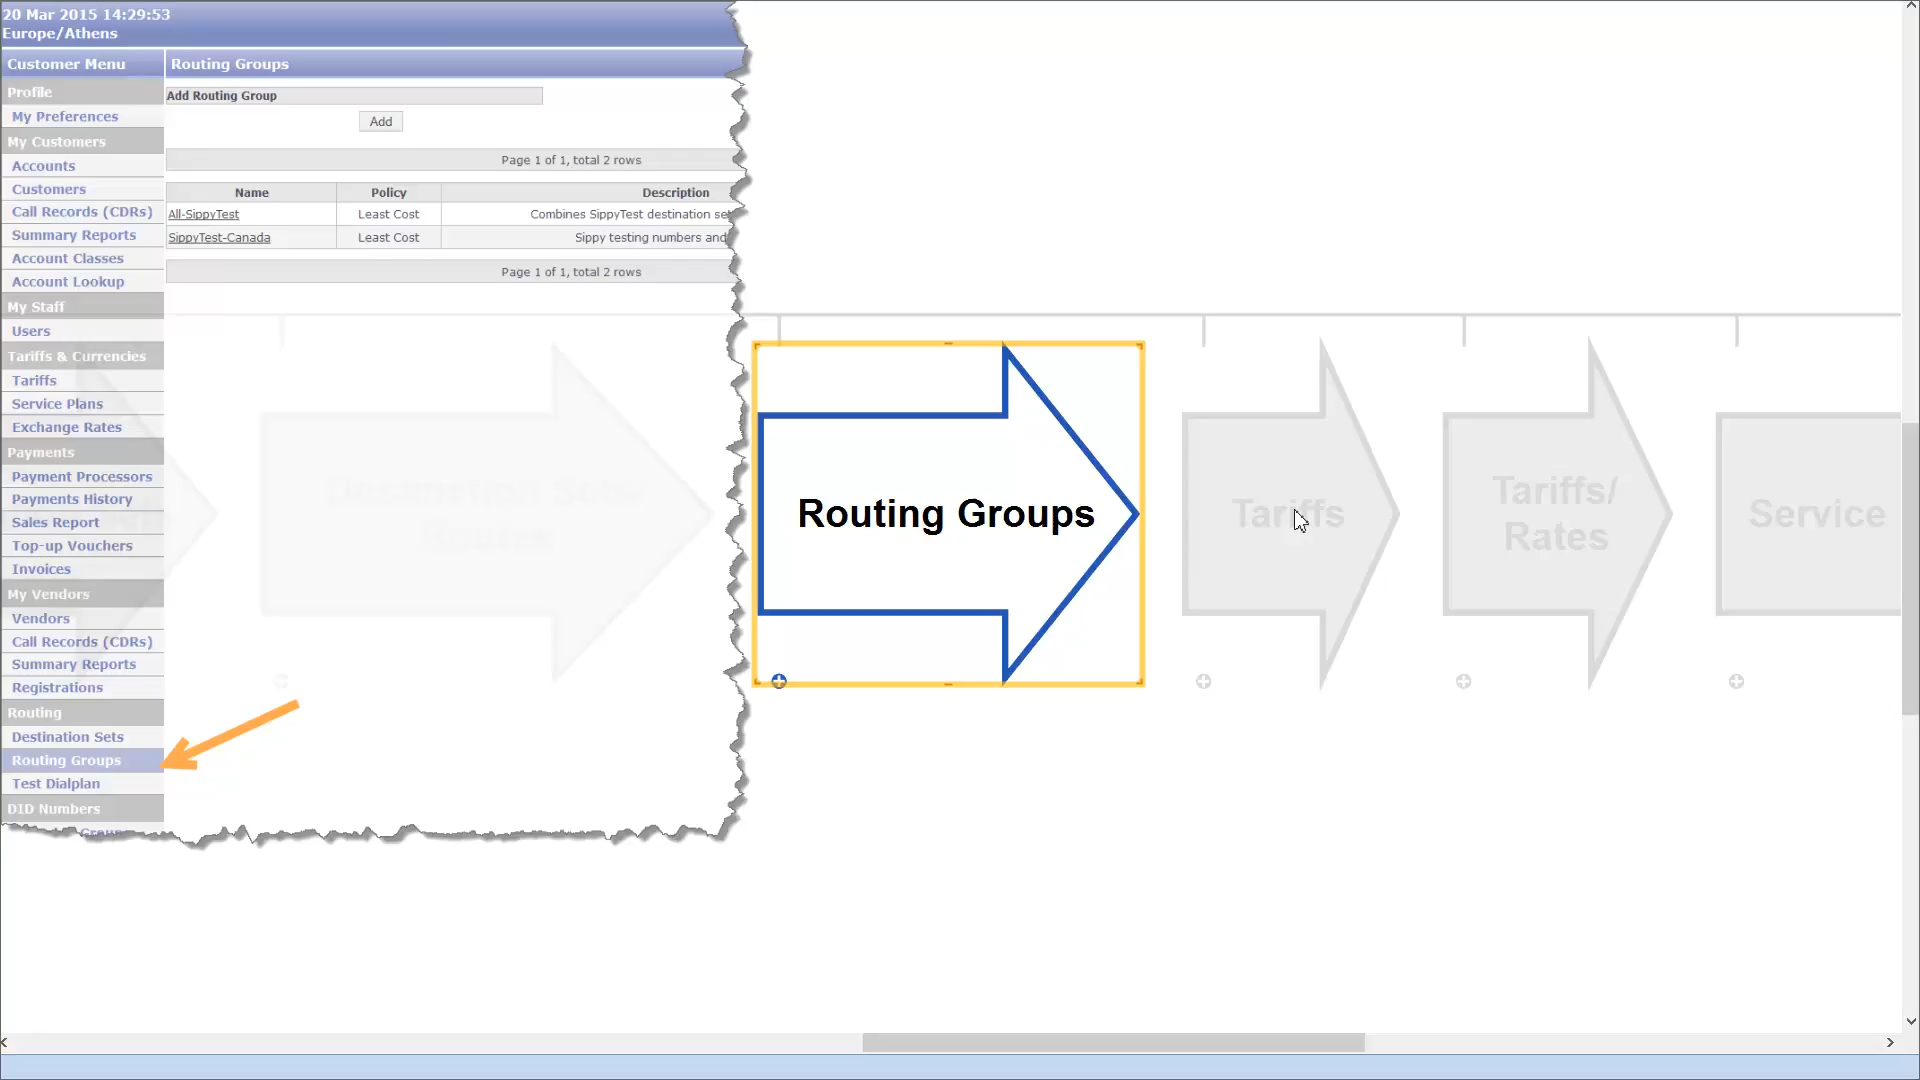 20 Mar 2015 14:29:53
Europe/Athens
Customer Menu
Profile
My Preferences
My Customers
Accounts
Customers
Call Records (CDRs)
Summary Reports
Account Classes
Account Lookup
My Staff
Users
Tariffs & Currencies
Tariffs
Service Plans
Exchange Rates
Payments
Payment Processors
Payments History
Sales Report
Top-up Vouchers
Invoices
My Vendors
Vendors
Call Records (CDRs)
Summary Reports
Registrations
Routing
Destination Sets
Routing Groups
Test Dialplan
DID Numbers
Routing Groups
Add Routing Group
Add
Page 1 of 1, total 2 rows
Name Policy Description
All-SippyTest Least Cost Combines SippyTest destination
SippyTest-Canada Least Cost Sippy testing numbers and
Page 1 of 1, total 2 rows
Destination Sets
Routes
Routing Groups
Tariffs
Tariffs/
Rates
Service